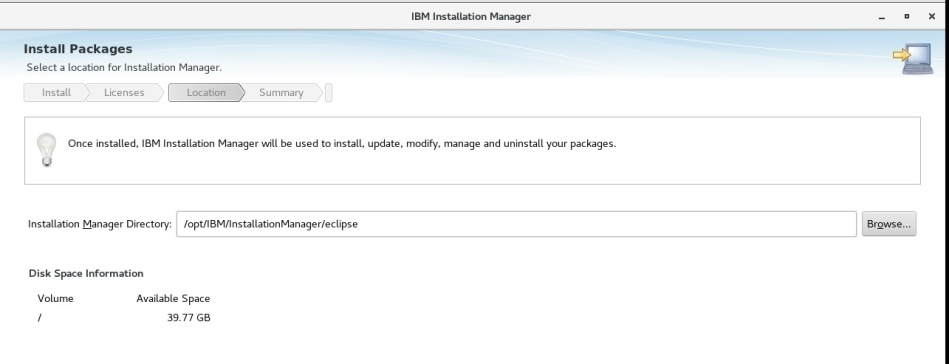 IBM Installation Manager
Install Packages
Select a location for Installation Manager.
Install Licenses Location Summary
Once installed, IBM Installation Manager will be used to install, update, modify, manage and uninstall your packages.
Installation Manager Directory: /opt/IBM/InstallationManager/eclipse Browse...
Disk Space Information
Volume Available Space
/ 39.77 GB